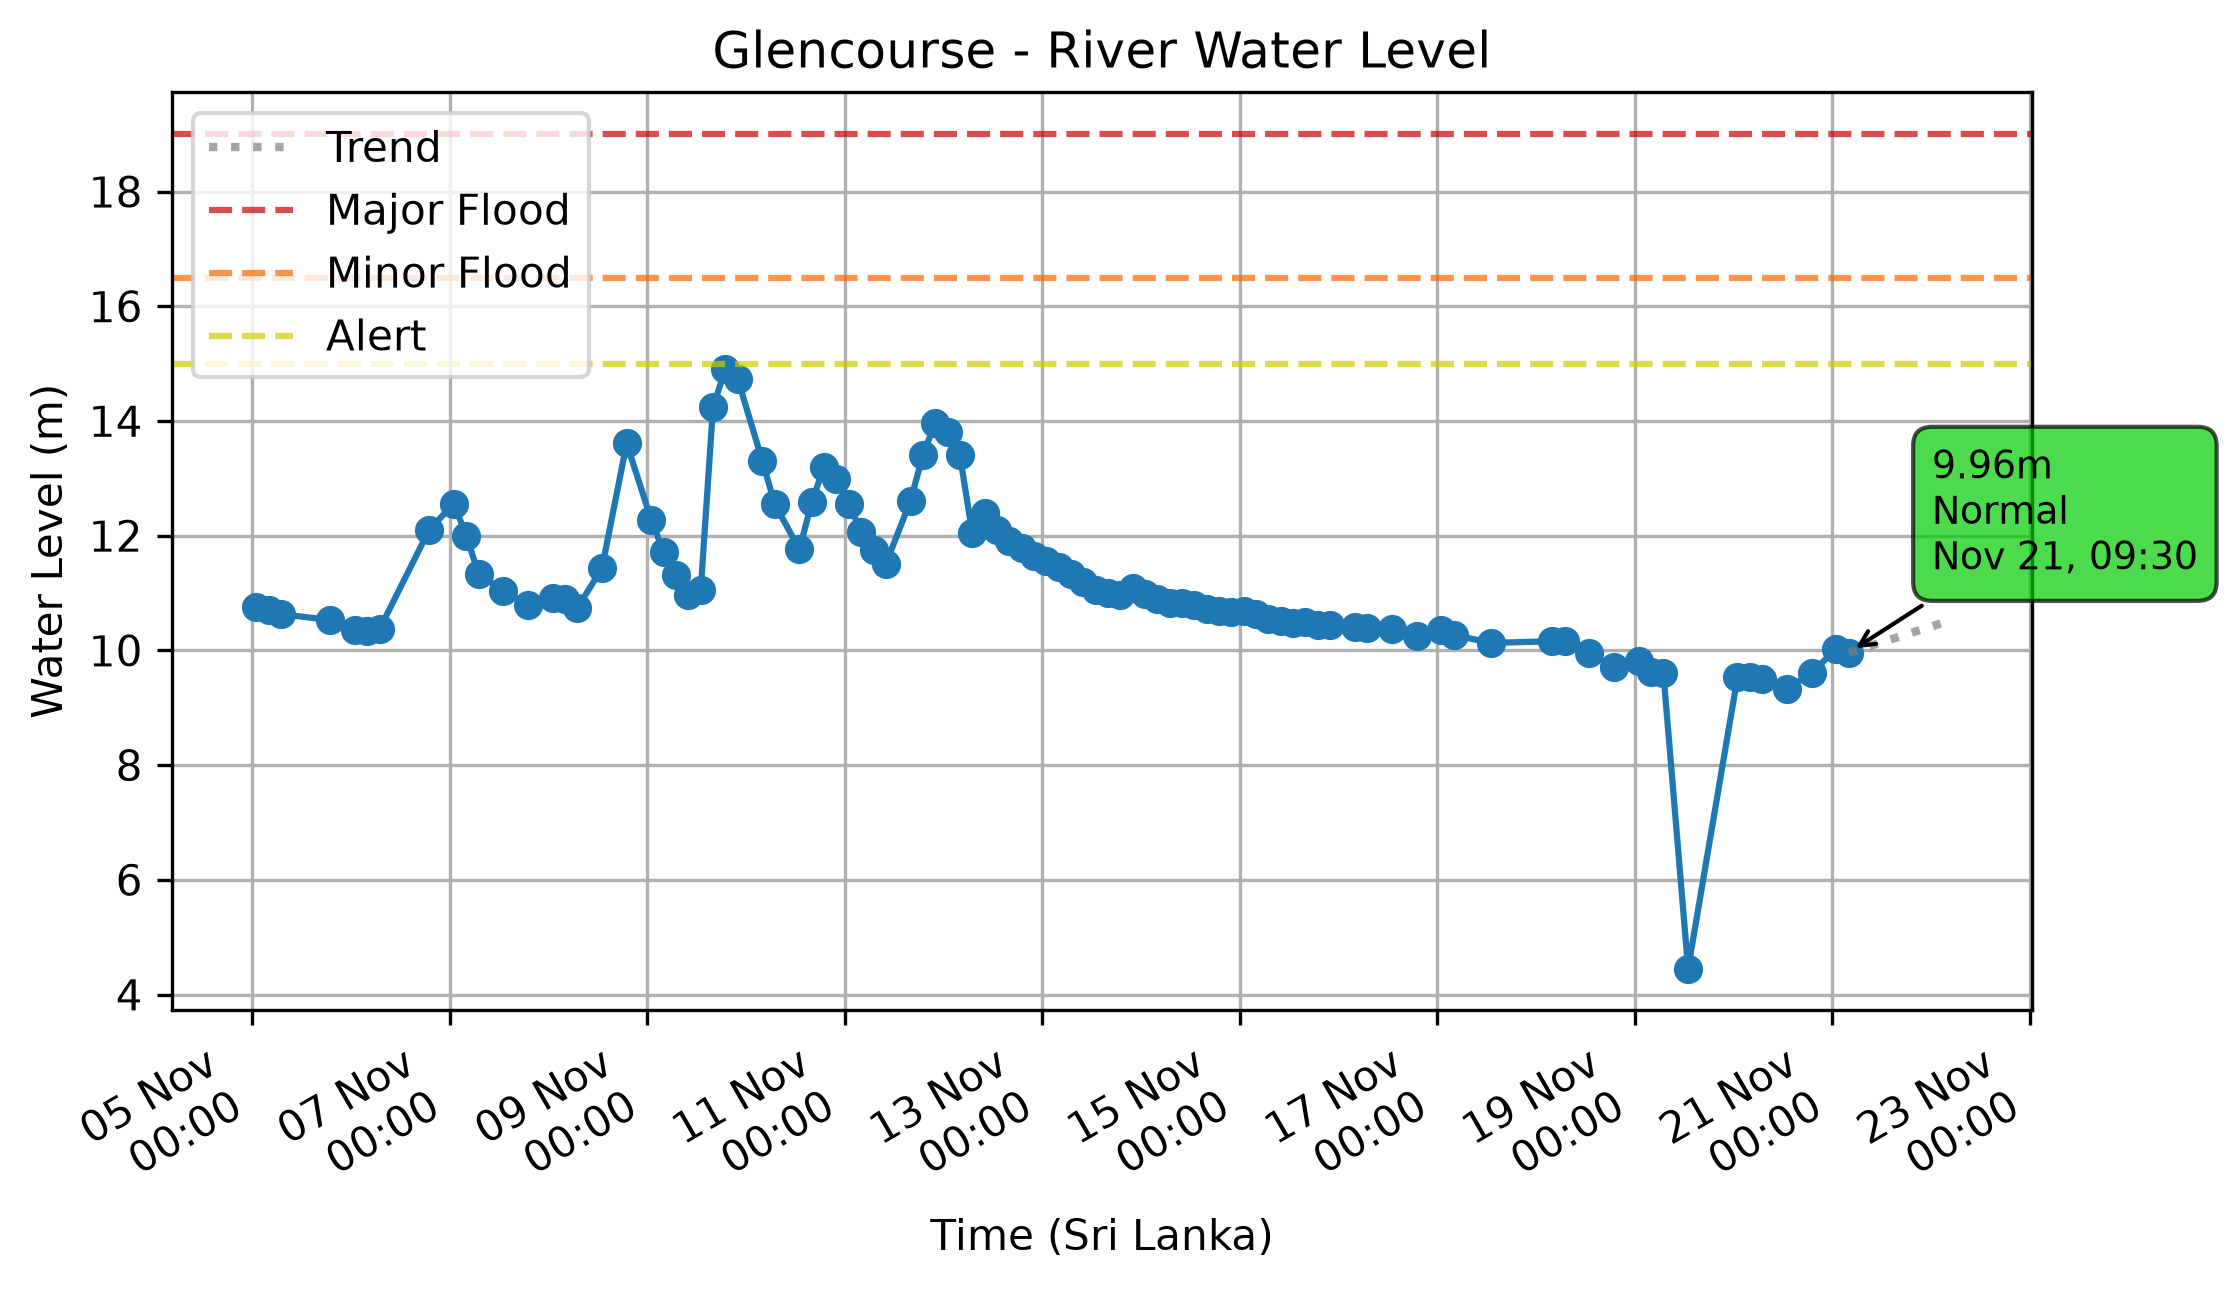 Glencourse - River Water Level
Trend
Major Flood
Minor Flood
Alert
18
16
14
12
10
8
6
4
Water Level (m)
9.96m
Normal
Nov 21, 09:30
05 Nov
00:00
07 Nov
00:00
09 Nov
00:00
11 Nov
00:00
13 Nov
00:00
15 Nov
00:00
17 Nov
00:00
19 Nov
00:00
21 Nov
00:00
23 Nov
00:00
Time (Sri Lanka)